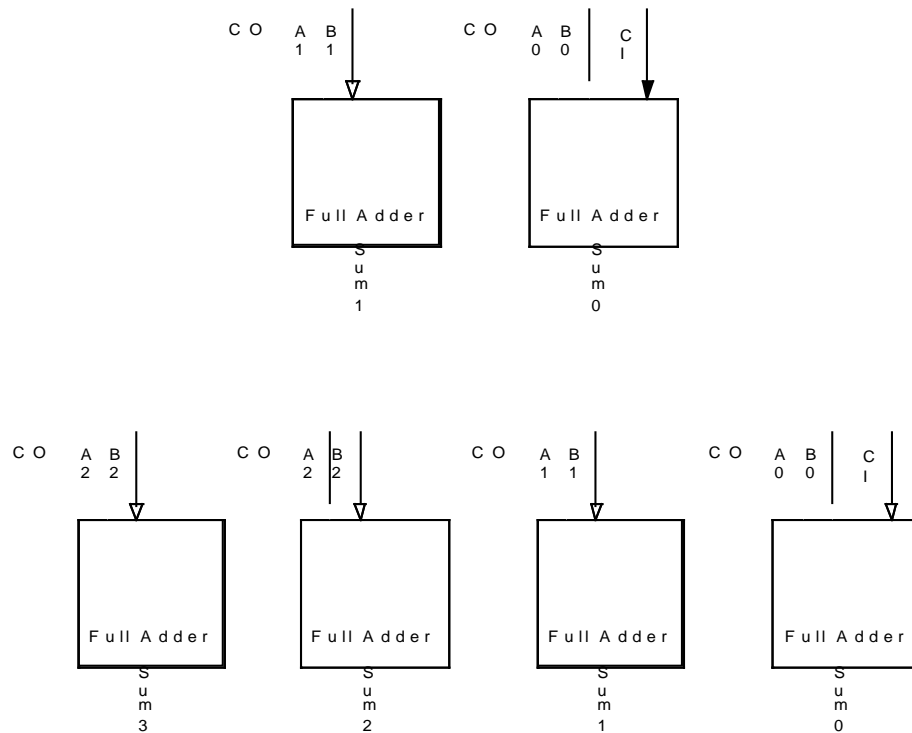 CO A1 B1 CO A0 B0 CI
Full Adder Full Adder
Sum1 Sum0
CO A2 B2 CO A2 B2 CO A1 B1 CO A0 B0 CI
Full Adder Full Adder Full Adder Full Adder
Sum3 Sum2 Sum1 Sum0